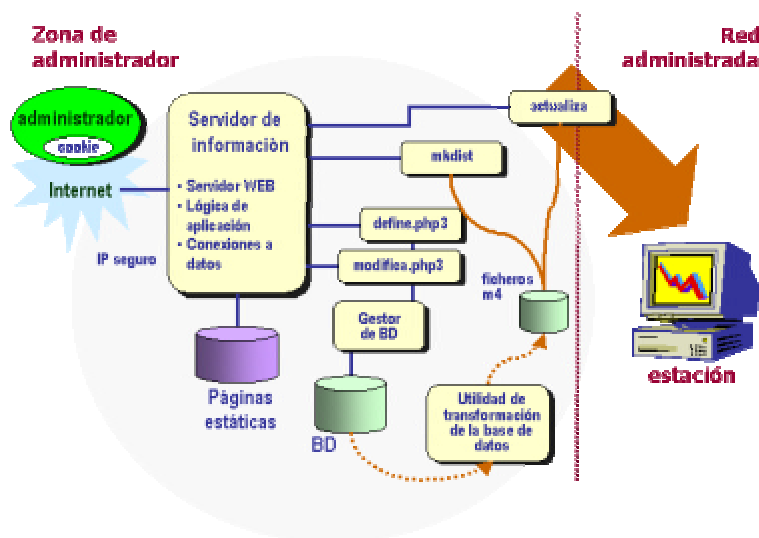 Zona de
administrador
Red
administrada
administrador
cookie
Internet
IP seguro
Servidor de
informaciòn
• Servidor WEB
• Lógica de
aplicación
• Conexiones a
datos
actualiza
mkdist
define.php3
modifica.php3
Gestor
de BD
ficheros
m4
estación
Páginas
estáticas
BD
Utilidad de
transformación
de la base de
datos